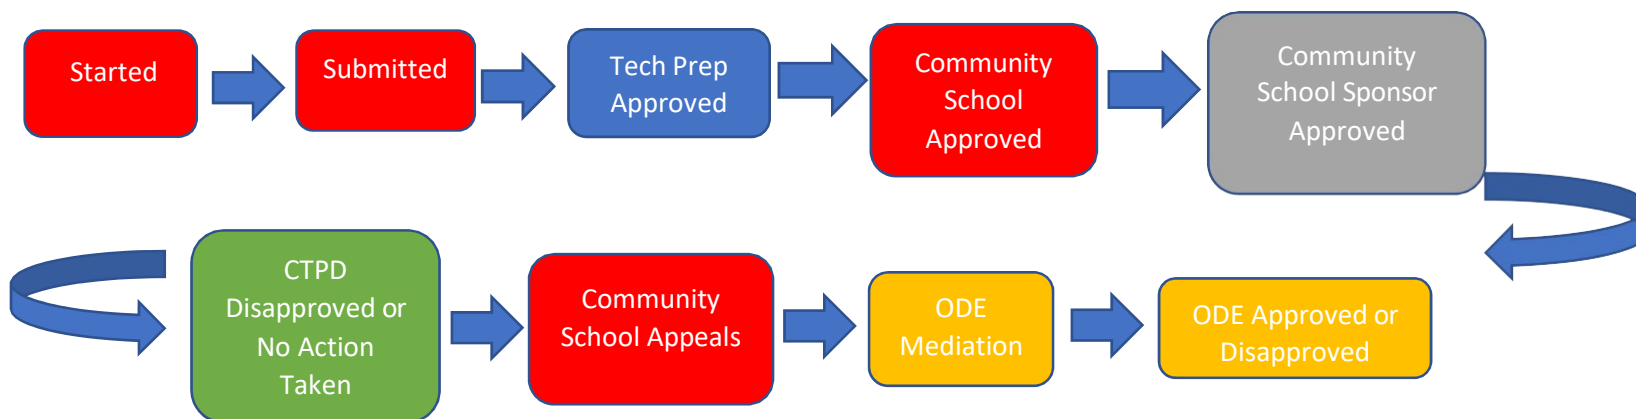 Started
Submitted
Tech Prep
Approved
Community
School
Approved
Community
School Sponsor
Approved
CTPD
Disapproved or
No Action
Taken
Community
School Appeals
ODE
Mediation
ODE Approved or
Disapproved